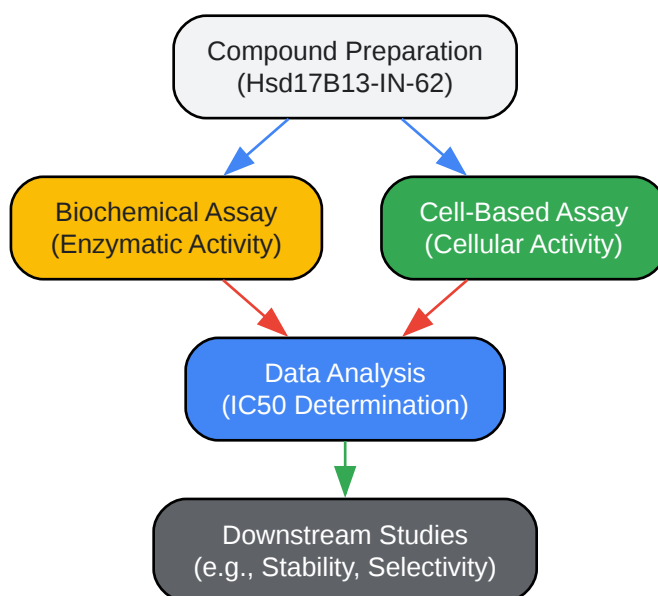 Compound Preparation
(Hsd17B13-IN-62)
Biochemical Assay
(Enzymatic Activity)
Cell-Based Assay
(Cellular Activity)
Data Analysis
(IC50 Determination)
Downstream Studies
(e.g., Stability, Selectivity)